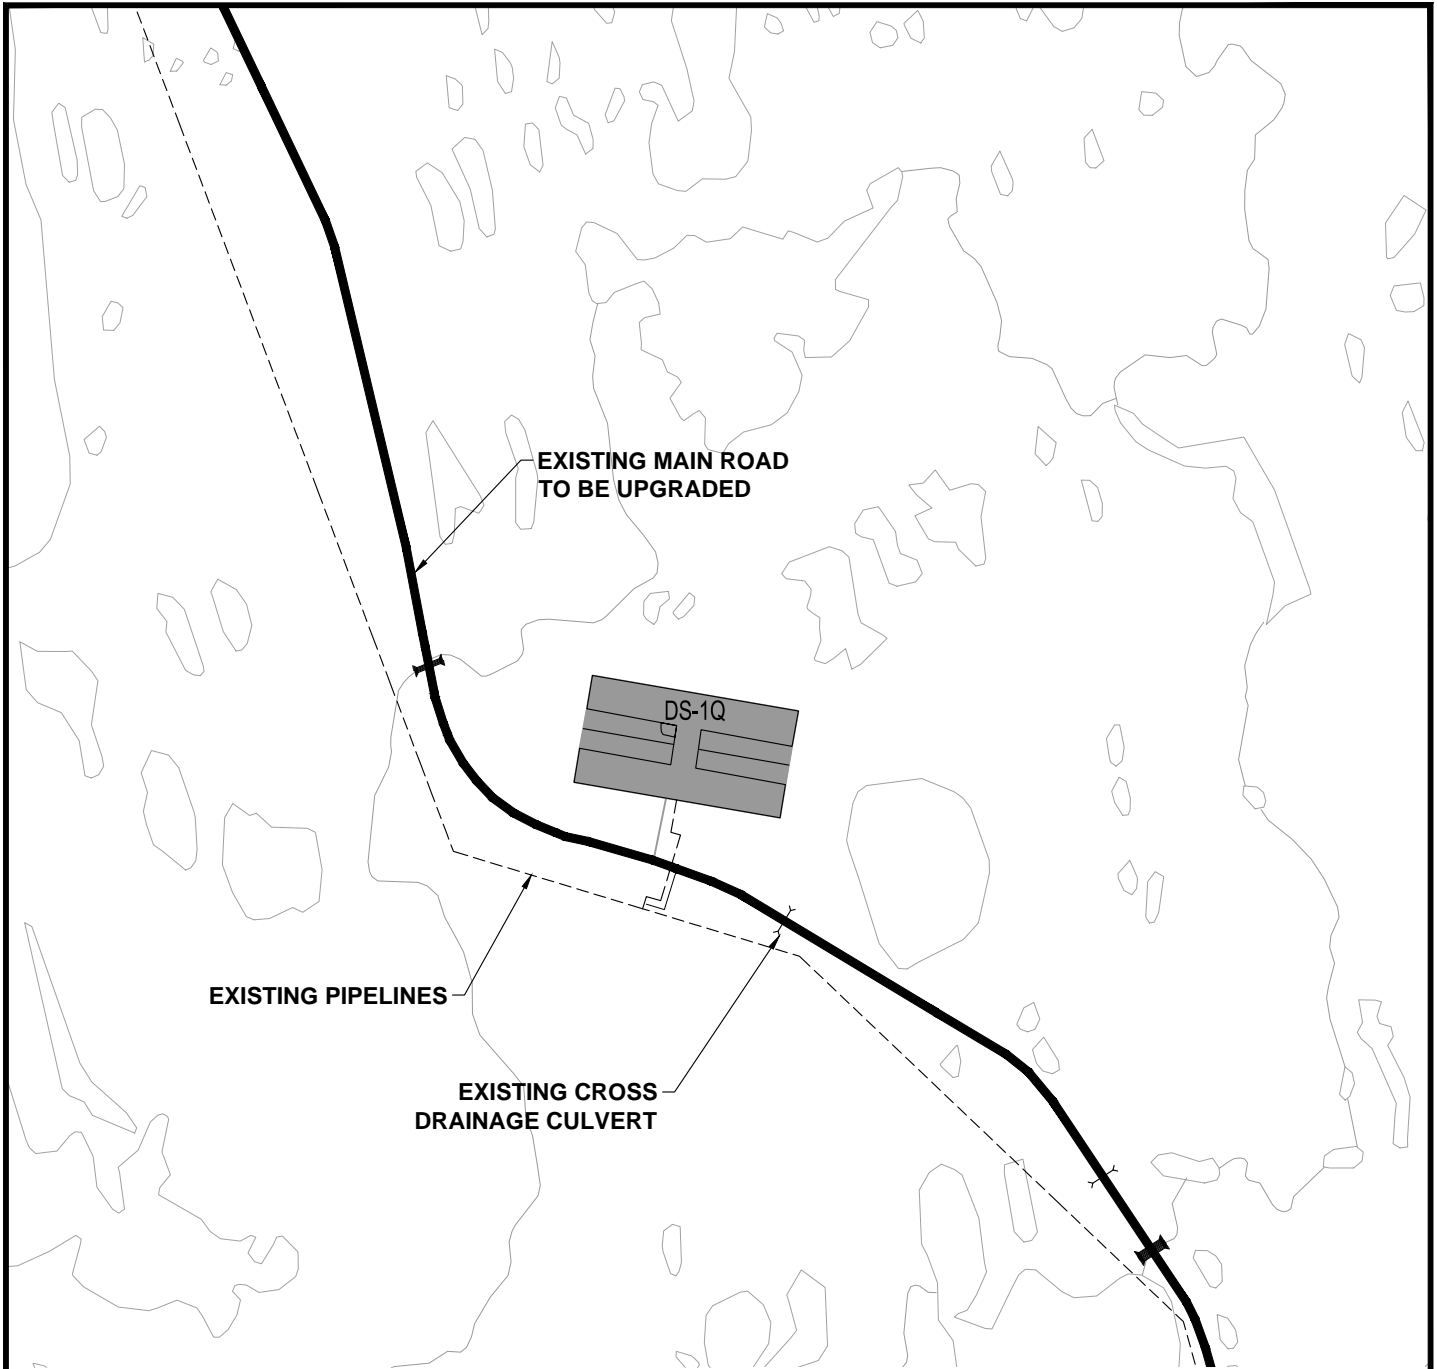 EXISTING MAIN ROAD
TO BE UPGRADED
DS-1Q
EXISTING PIPELINES
EXISTING CROSS
DRAINAGE CULVERT